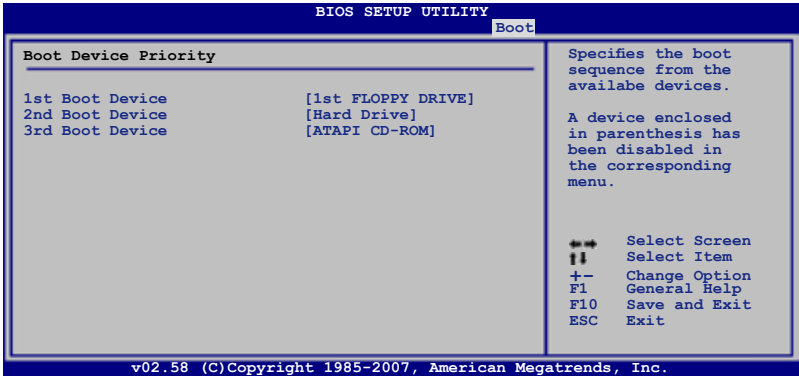 BIOS SETUP UTILITY
Boot
Boot Device Priority
1st Boot Device [1st FLOPPY DRIVE]
2nd Boot Device [Hard Drive]
3rd Boot Device [ATAPI CD-ROM]
Specifies the boot
sequence from the
availabe devices.
A device enclosed
in parenthesis has
been disabled in
the corresponding
menu.
←→ Select Screen
↑↓ Select Item
+- Change Option
F1 General Help
F10 Save and Exit
ESC Exit
v02.58 (C)Copyright 1985-2007, American Megatrends, Inc.